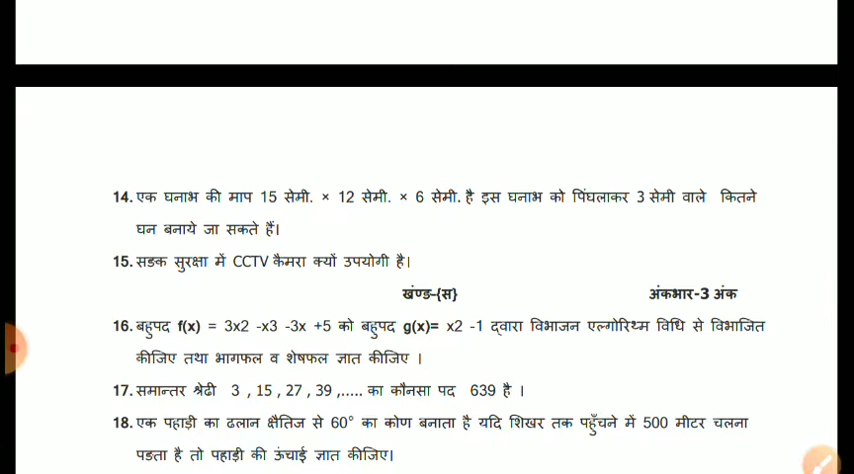 14. एक घनाभ की माप 15 सेमी. × 12 सेमी. × 6 सेमी. है इस घनाभ को पिंघलाकर 3 सेमी वाले कितने
घन बनाये जा सकते हैं।
15. सडक सुरक्षा में CCTV कैमरा क्यों उपयोगी है।
खंण्ड-{स} अंकभार-3 अंक
16. बहुपद f(x) = 3x2 -x3 -3x +5 को बहुपद g(x)= x2 -1 द्वारा विभाजन एल्गोरिथ्म विधि से विभाजित
कीजिए तथा भागफल व शेषफल ज्ञात कीजिए ।
17. समान्तर श्रेढी 3 , 15 , 27 , 39 ,..... का कौनसा पद 639 है ।
18. एक पहाड़ी का ढलान क्षैतिज से 60° का कोण बनाता है यदि शिखर तक पहुँचने में 500 मीटर चलना
पडता है तो पहाड़ी की ऊंचाई ज्ञात कीजिए।